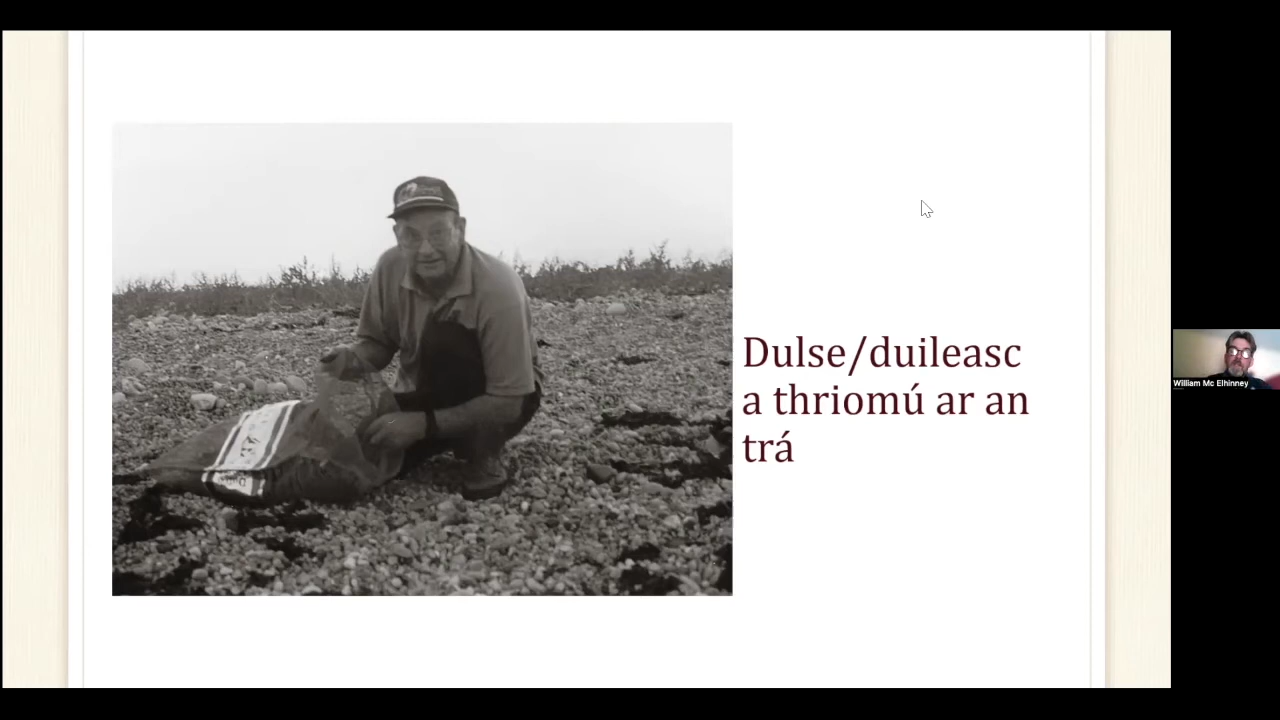 Dulse/duileasc
a thriomú ar an
trá
William Mc Elhinney